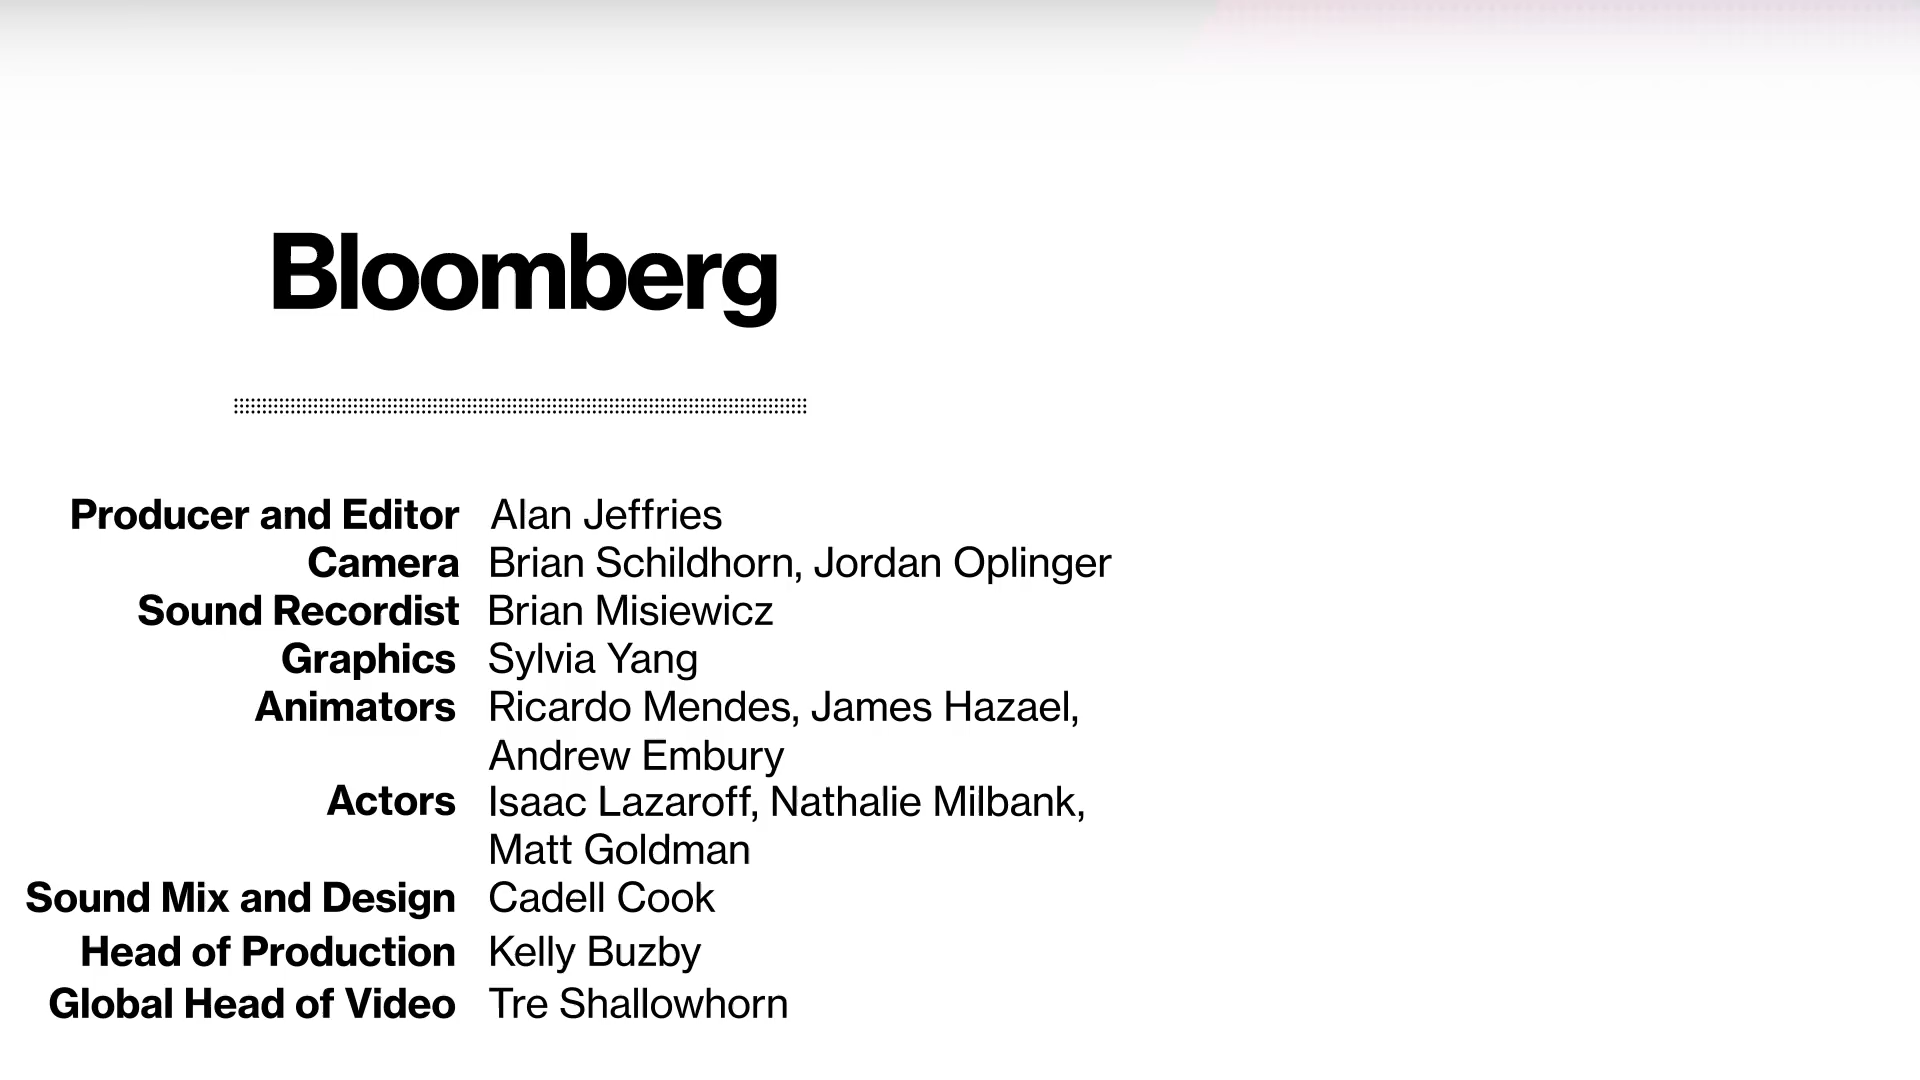 Bloomberg
Producer and Editor Alan Jeffries
Camera Brian Schildhorn, Jordan Oplinger
Sound Recordist Brian Misiewicz
Graphics Sylvia Yang
Animators Ricardo Mendes, James Hazael,
Andrew Embury
Actors Isaac Lazaroff, Nathalie Milbank,
Matt Goldman
Sound Mix and Design Cadell Cook
Head of Production Kelly Buzby
Global Head of Video Tre Shallowhorn